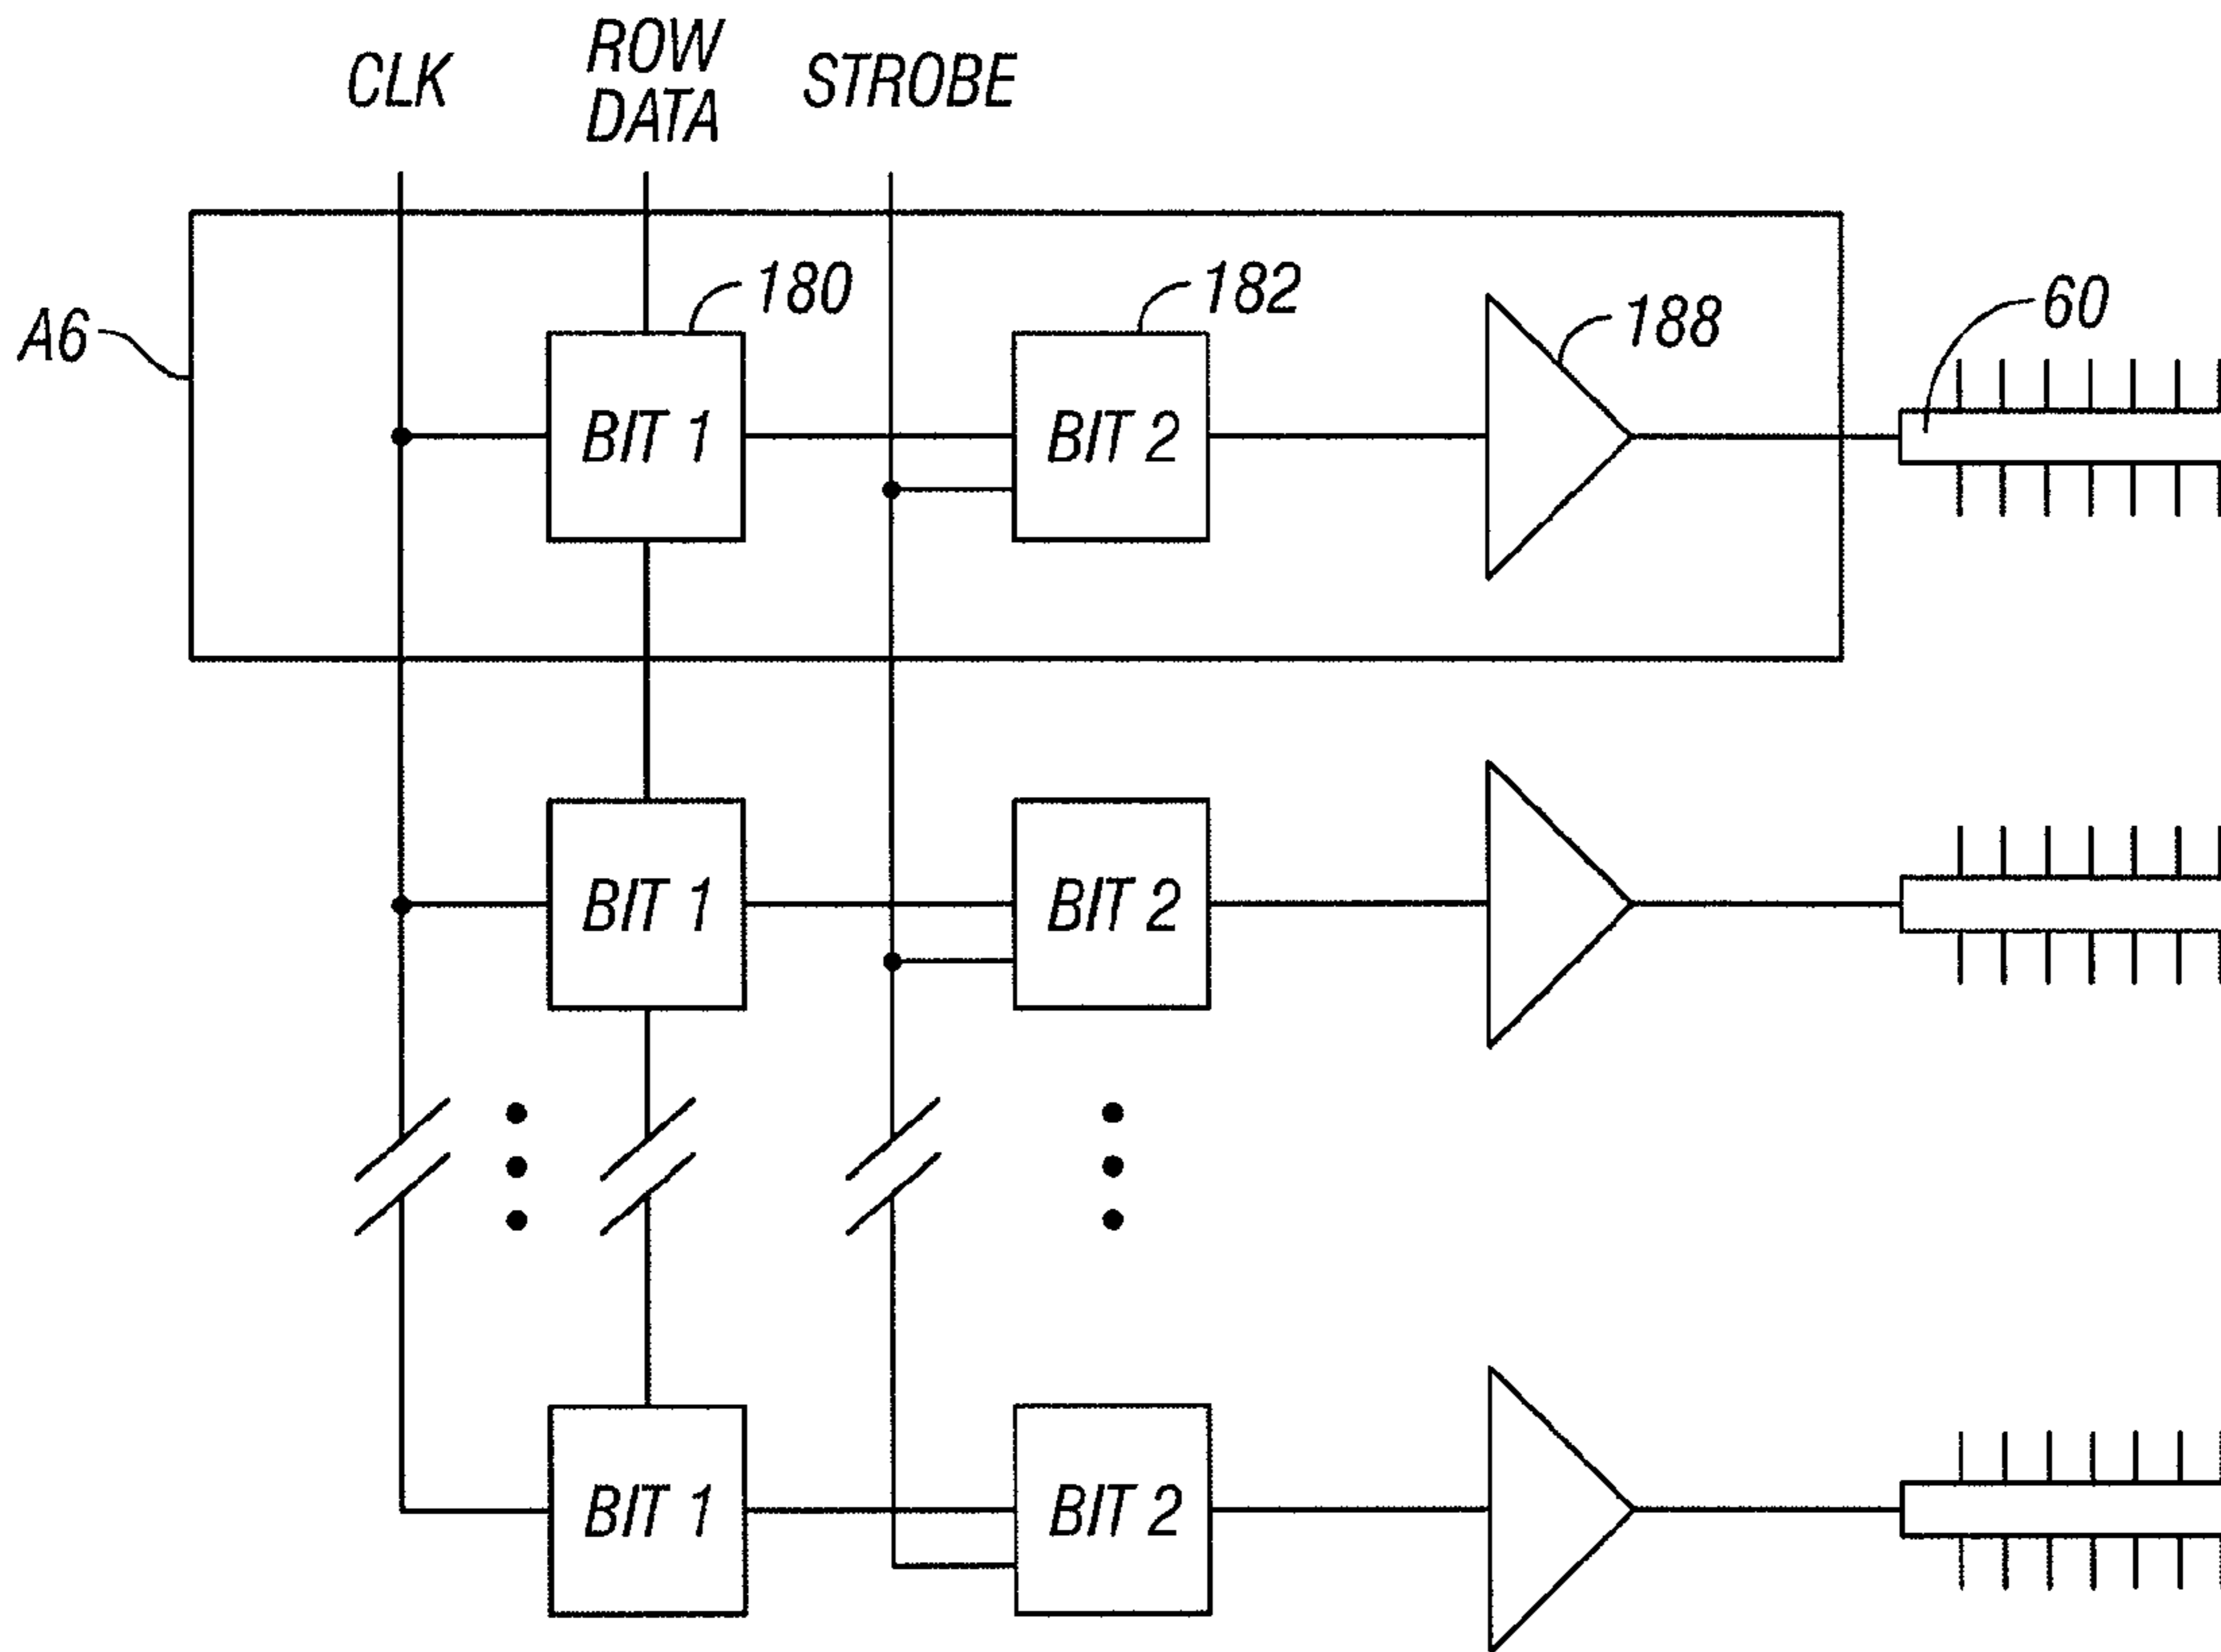 CLK
ROW
DATA
STROBE
A6
180
182
188
60
BIT 1
BIT 2
BIT 1
BIT 2
BIT 1
BIT 2